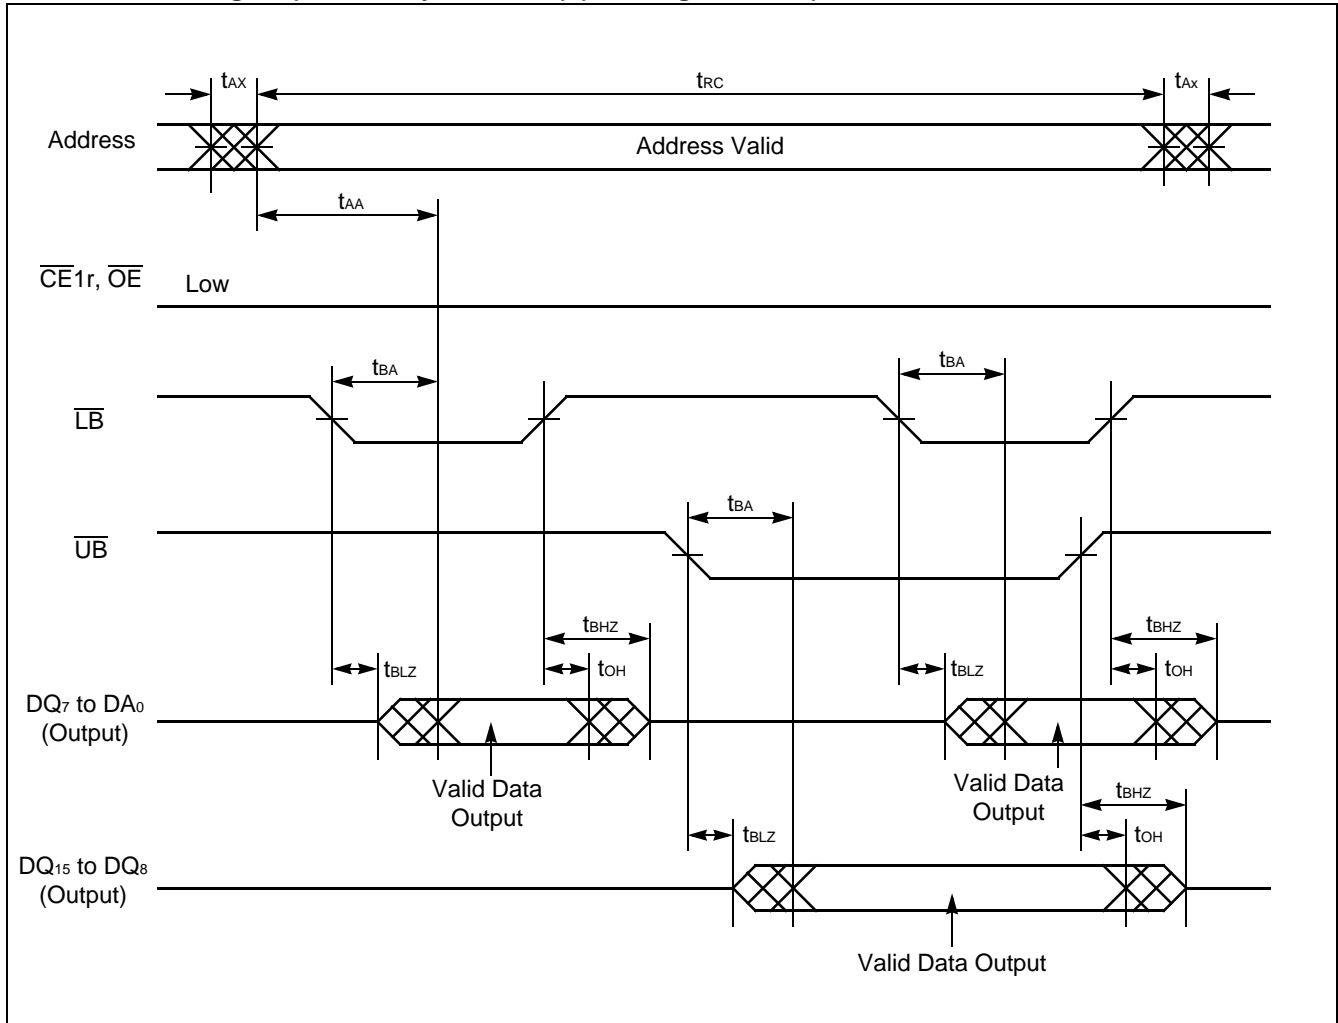 tAX tRC tAx
Address Address Valid
tAA
CE1r, OE Low
tBA tBA
LB
tBA
UB
tBHZ tBHZ
tBLZ tOH tBLZ tOH
DQ7 to DA0
(Output)
Valid Data
Output
Valid Data
Output
tBHZ
tBLZ tOH
DQ15 to DQ8
(Output)
Valid Data Output